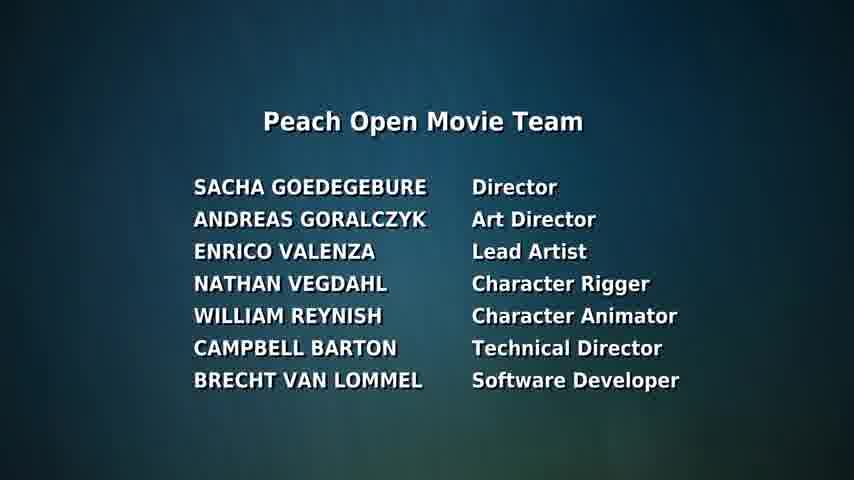 Peach Open Movie Team
SACHA GOEDEGEBURE Director
ANDREAS GORALCZYK Art Director
ENRICO VALENZA Lead Artist
NATHAN VEGDAHL Character Rigger
WILLIAM REYNISH Character Animator
CAMPBELL BARTON Technical Director
BRECHT VAN LOMMEL Software Developer